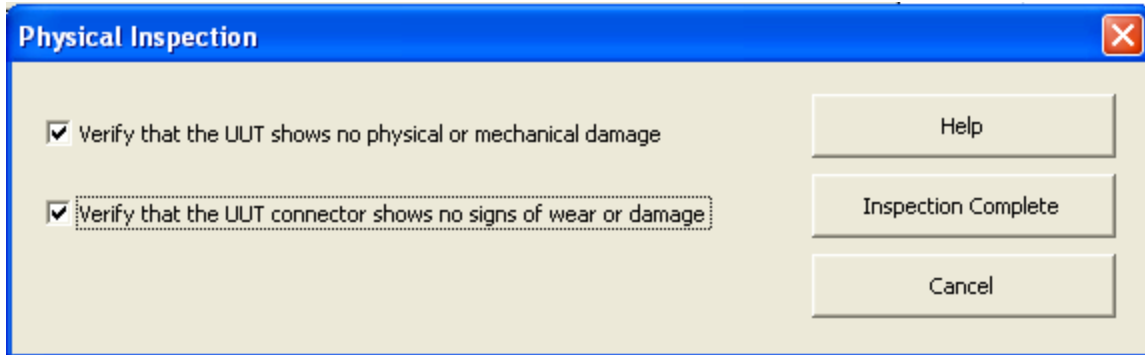 Physical Inspection
Verify that the UUT shows no physical or mechanical damage
Help
Verify that the UUT connector shows no signs of wear or damage
Inspection Complete
Cancel